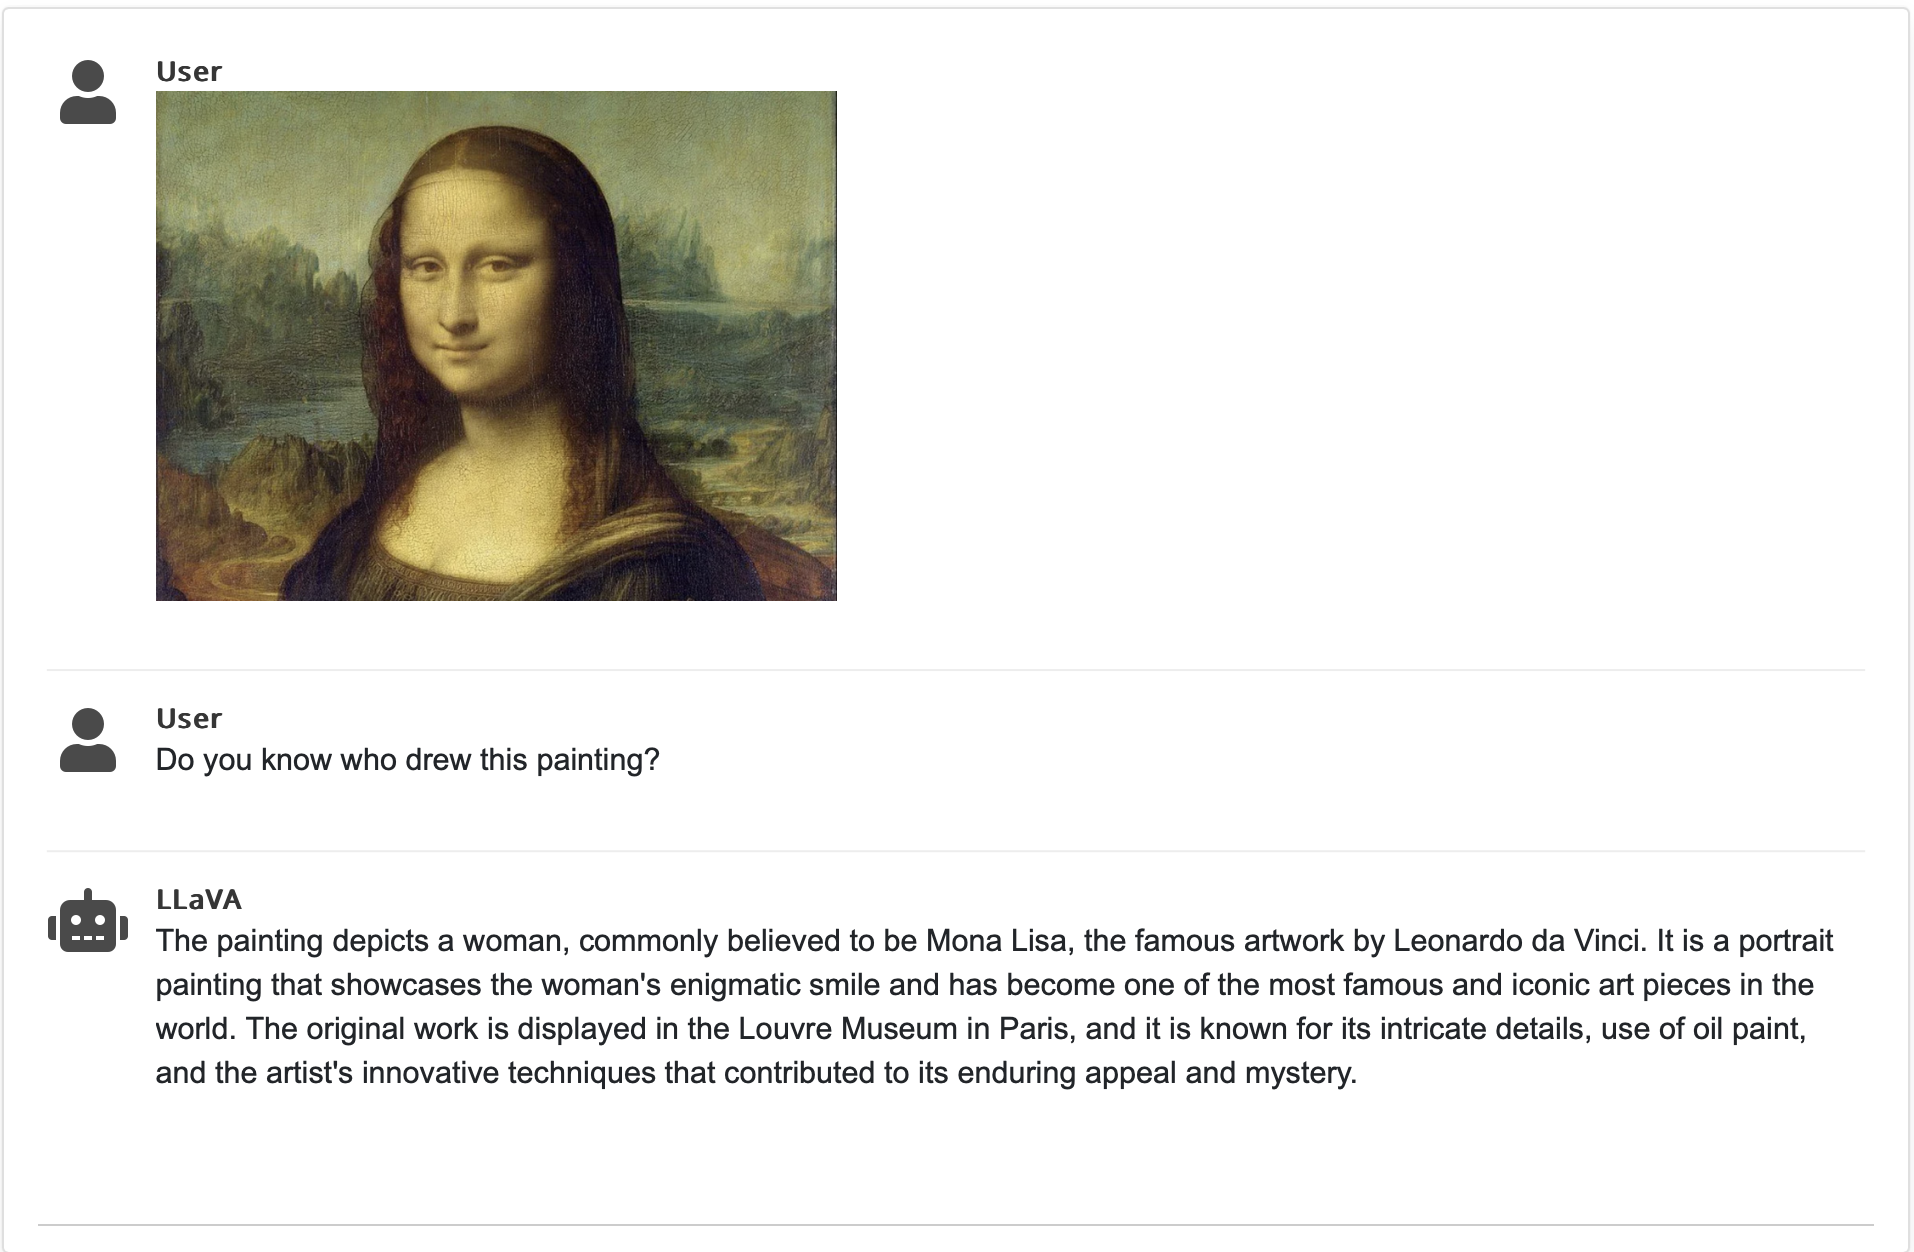 User
User
Do you know who drew this painting?
LLaVA
The painting depicts a woman, commonly believed to be Mona Lisa, the famous artwork by Leonardo da Vinci. It is a portrait
painting that showcases the woman's enigmatic smile and has become one of the most famous and iconic art pieces in the
world. The original work is displayed in the Louvre Museum in Paris, and it is known for its intricate details, use of oil paint,
and the artist's innovative techniques that contributed to its enduring appeal and mystery.